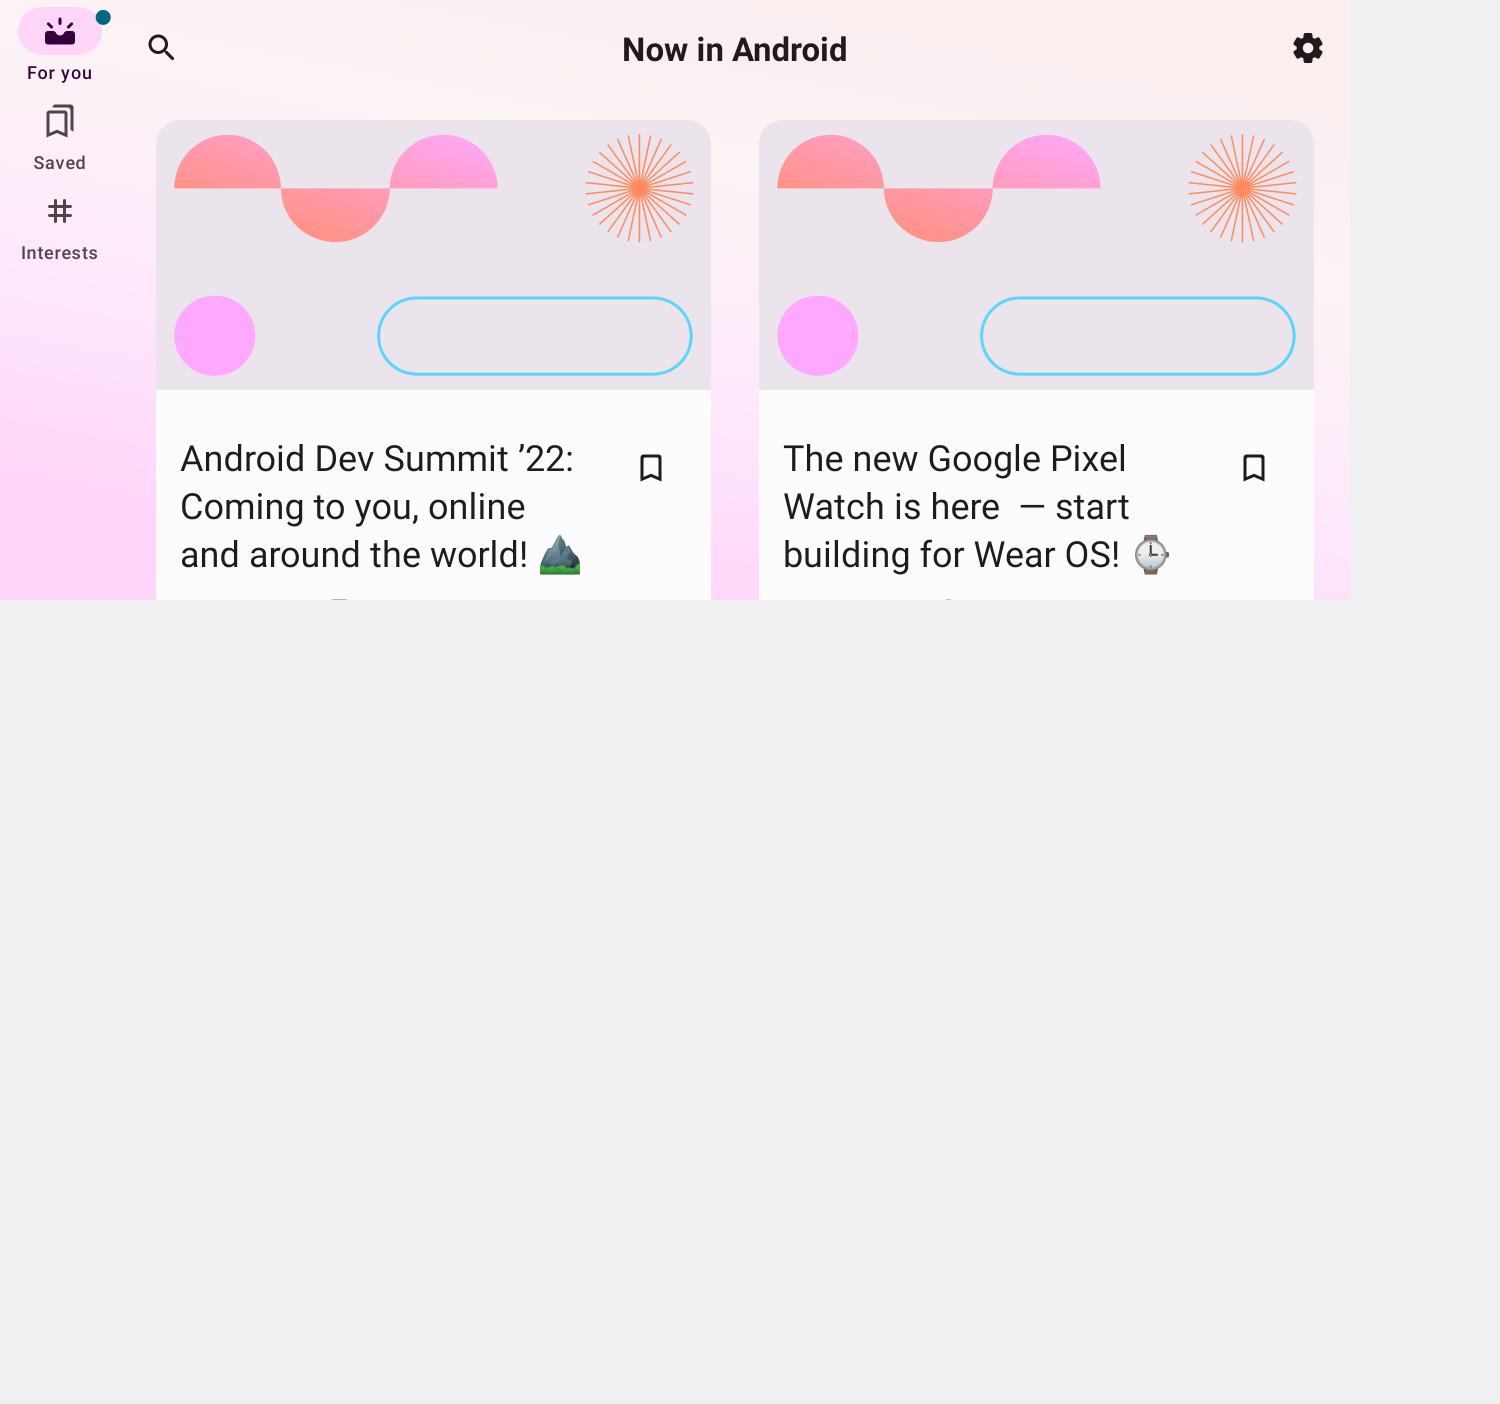 For you
Saved
Interests
Now in Android
Android Dev Summit ’22:
Coming to you, online
and around the world! ⛰️
The new Google Pixel
Watch is here — start
building for Wear OS! ⌚